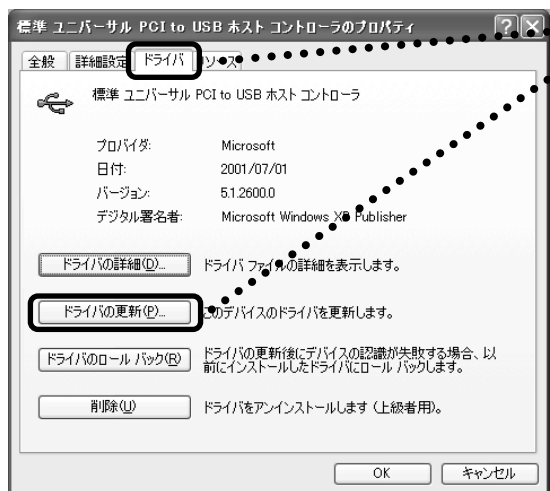 標準 ユニバーサル PCI to USB ホスト コントローラのプロパティ
全般 詳細設定 ドライバ リソース
標準 ユニバーサル PCI to USB ホスト コントローラ
プロバイダ: Microsoft
日付: 2001/07/01
バージョン: 5.1.2600.0
デジタル署名者: Microsoft Windows XP Publisher
ドライバの詳細(D)... ドライバ ファイルの詳細を表示します。
ドライバの更新(P)... このデバイスのドライバを更新します。
ドライバのロール バック(R) ドライバの更新後にデバイスの認識が失敗する場合、以
前にインストールしたドライバにロール バックします。
削除(U) ドライバをアンインストールします (上級者用)。
OK キャンセル